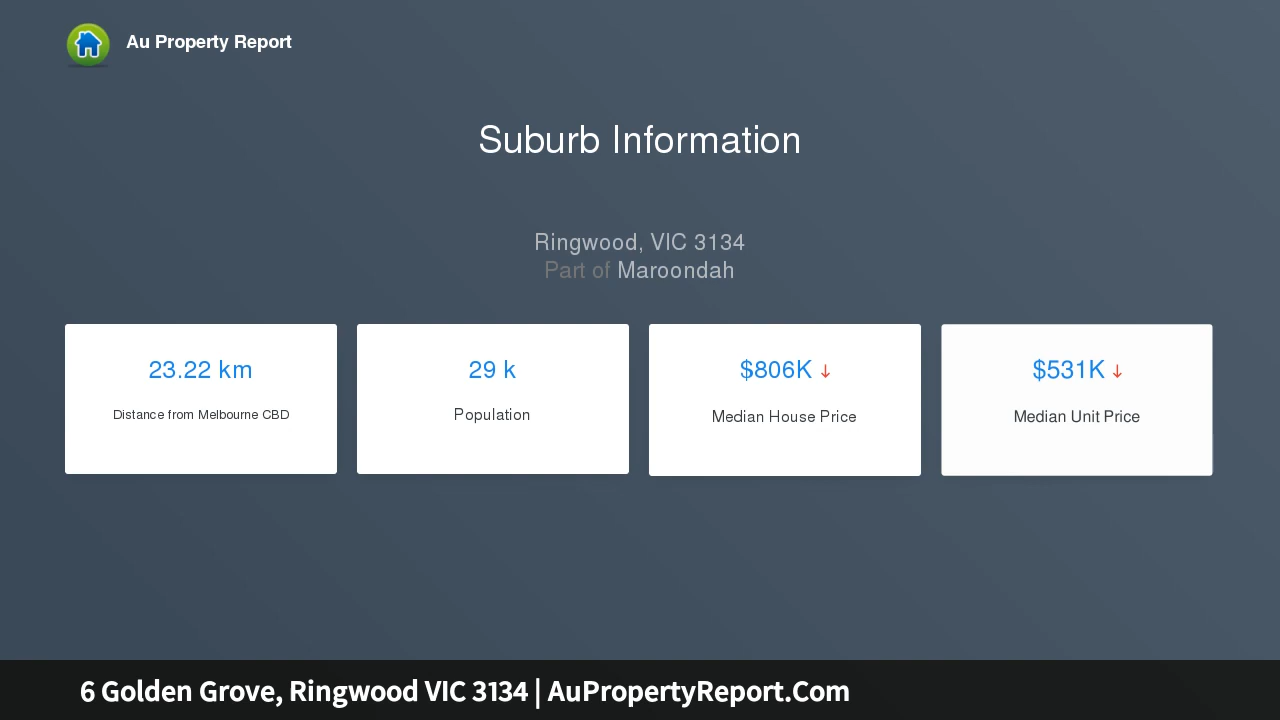 Au Property Report
Suburb Information
Ringwood, VIC 3134
Part of Maroondah
23.22 km
Distance from Melbourne CBD
29 k
Population
$806K ↓
Median House Price
$531K ↓
Median Unit Price
6 Golden Grove, Ringwood VIC 3134 | AuPropertyReport.Com